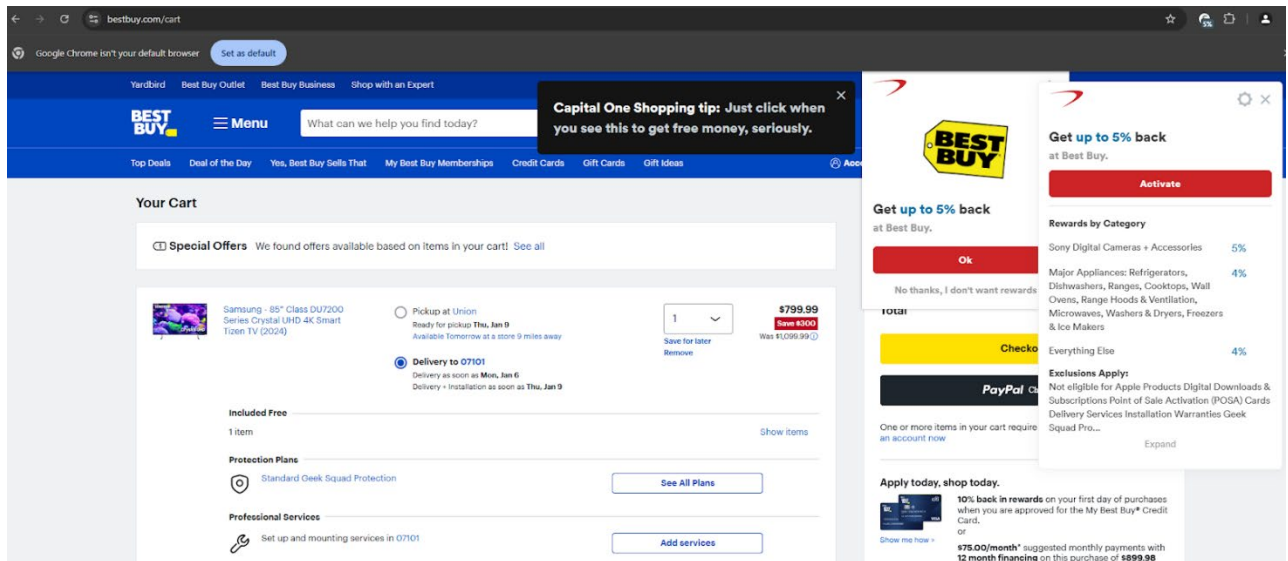 bestbuy.com/cart
5%
Google Chrome isn't your default browser
Set as default
Yardbird Best Buy Outlet Best Buy Business Shop with an Expert
BEST
BUY
Menu
What can we help you find today?
Capital One Shopping tip: Just click when
you see this to get free money, seriously.
Top Deals Deal of the Day Yes, Best Buy Sells That My Best Buy Memberships Credit Cards Gift Cards Gift Ideas
Your Cart
Special Offers We found offers available based on items in your cart! See all
Samsung - 85" Class DU7200
Series Crystal UHD 4K Smart
Tizen TV (2024)
Pickup at Union
Ready for pickup Thu, Jan 9
Available Tomorrow at a store 9 miles away
Delivery to 07101
Delivery as soon as Mon, Jan 6
Delivery + Installation as soon as Thu, Jan 9
1
Save for later
Remove
$799.99
Save $300
Was $1,099.99
Included Free
1 item
Show items
Protection Plans
Standard Geek Squad Protection
See All Plans
Professional Services
Set up and mounting services in 07101
Add services
BEST
BUY
Get up to 5% back
at Best Buy.
Ok
No thanks, I don't want rewards
Total
Checko
PayPal
One or more items in your cart require
an account now
Apply today, shop today.
10% back in rewards on your first day of purchases
when you are approved for the My Best Buy® Credit
Card.
or
Show me how >
$75.00/month* suggested monthly payments with
12 month financing on this purchase of $899.98
Get up to 5% back
at Best Buy.
Activate
Rewards by Category
Sony Digital Cameras + Accessories 5%
Major Appliances: Refrigerators, 4%
Dishwashers, Ranges, Cooktops, Wall
Ovens, Range Hoods & Ventilation,
Microwaves, Washers & Dryers, Freezers
& Ice Makers
Everything Else 4%
Exclusions Apply:
Not eligible for Apple Products Digital Downloads &
Subscriptions Point of Sale Activation (POSA) Cards
Delivery Services Installation Warranties Geek
Squad Pro...
Expand